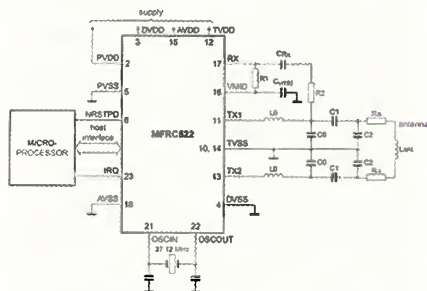 supply
DVDD AVDD TVDD
3 15 12
PVDD 2
PVSS 5
NRSTPD 6
host
interface
MICRO-
PROCESSOR
IRQ 23
AVSS 18
MFRC522
17 RX
CRx
R1
R2
16 VMID
Cvmid
11 TX1
L0
C1
Ra
antenna
C0
C2
10, 14 TVSS
Lant
C0
C2
13 TX2
L0
C1
Ra
4 DVSS
21 22
OSCIN OSCOUT
27.12 MHz